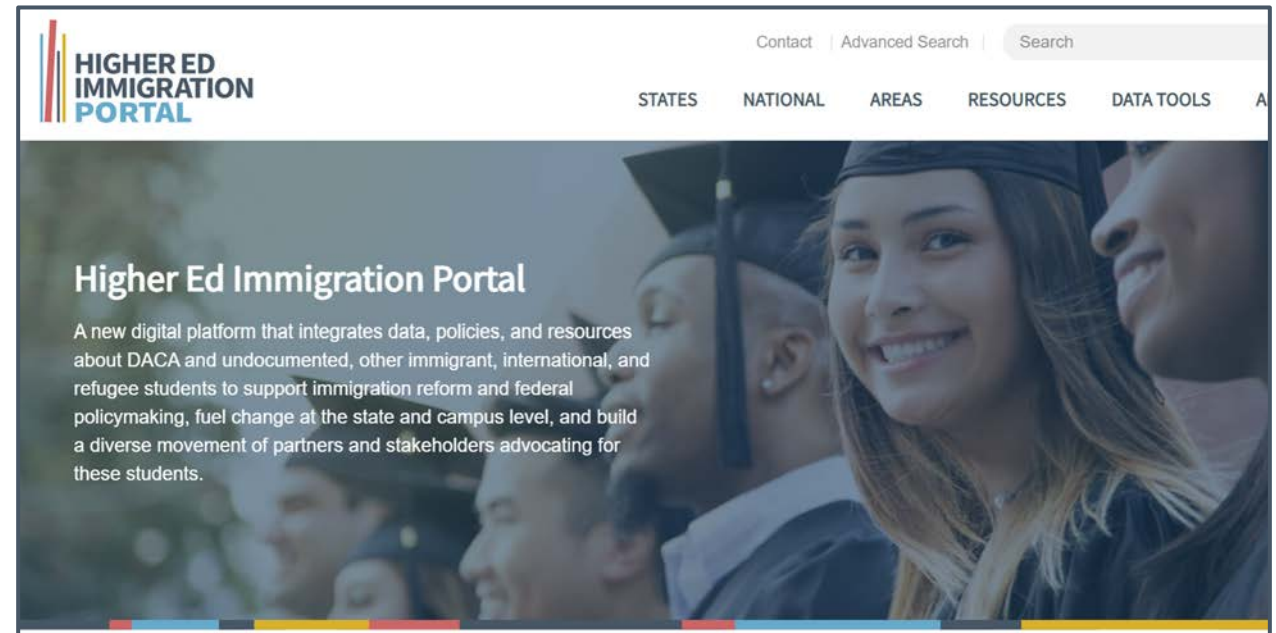 HIGHER ED
IMMIGRATION
PORTAL
Contact | Advanced Search | Search
STATES NATIONAL AREAS RESOURCES DATA TOOLS A
Higher Ed Immigration Portal
A new digital platform that integrates data, policies, and resources
about DACA and undocumented, other immigrant, international, and
refugee students to support immigration reform and federal
policymaking, fuel change at the state and campus level, and build
a diverse movement of partners and stakeholders advocating for
these students.